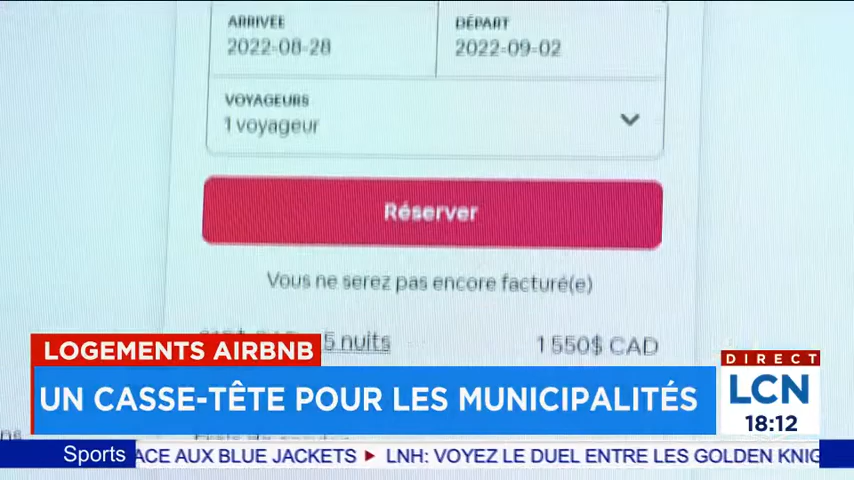 ARRIVÉE
2022-08-28
DÉPART
2022-09-02
VOYAGEURS
1 voyageur
Réserver
Vous ne serez pas encore facturé(e)
5 nuits
1 550$ CAD
LOGEMENTS AIRBNB
UN CASSE-TÊTE POUR LES MUNICIPALITÉS
DIRECT
LCN
18:12
Sports
ACE AUX BLUE JACKETS ► LNH: VOYEZ LE DUEL ENTRE LES GOLDEN KNIG